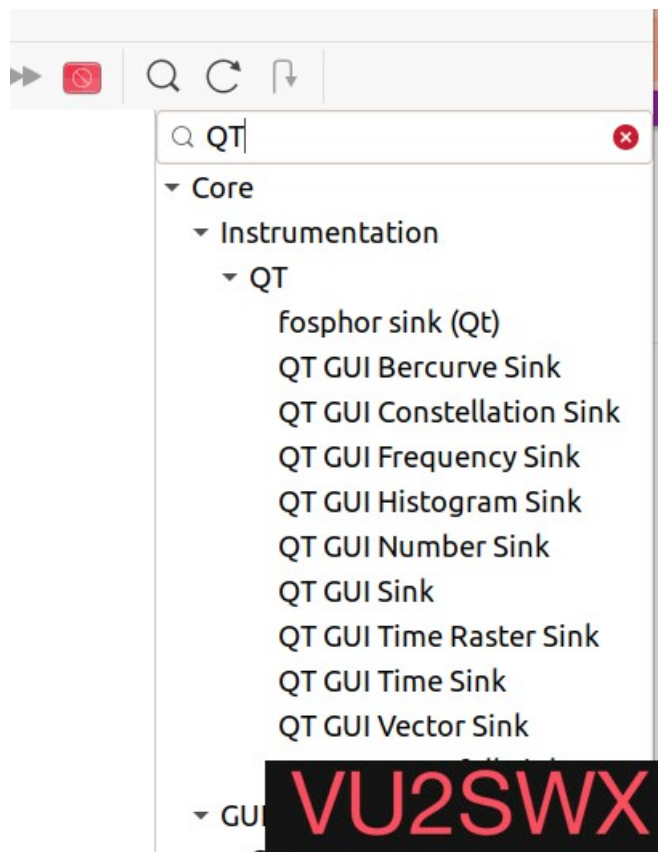 QT
Core
Instrumentation
QT
fosphor sink (Qt)
QT GUI Bercurve Sink
QT GUI Constellation Sink
QT GUI Frequency Sink
QT GUI Histogram Sink
QT GUI Number Sink
QT GUI Sink
QT GUI Time Raster Sink
QT GUI Time Sink
QT GUI Vector Sink
VU2SWX